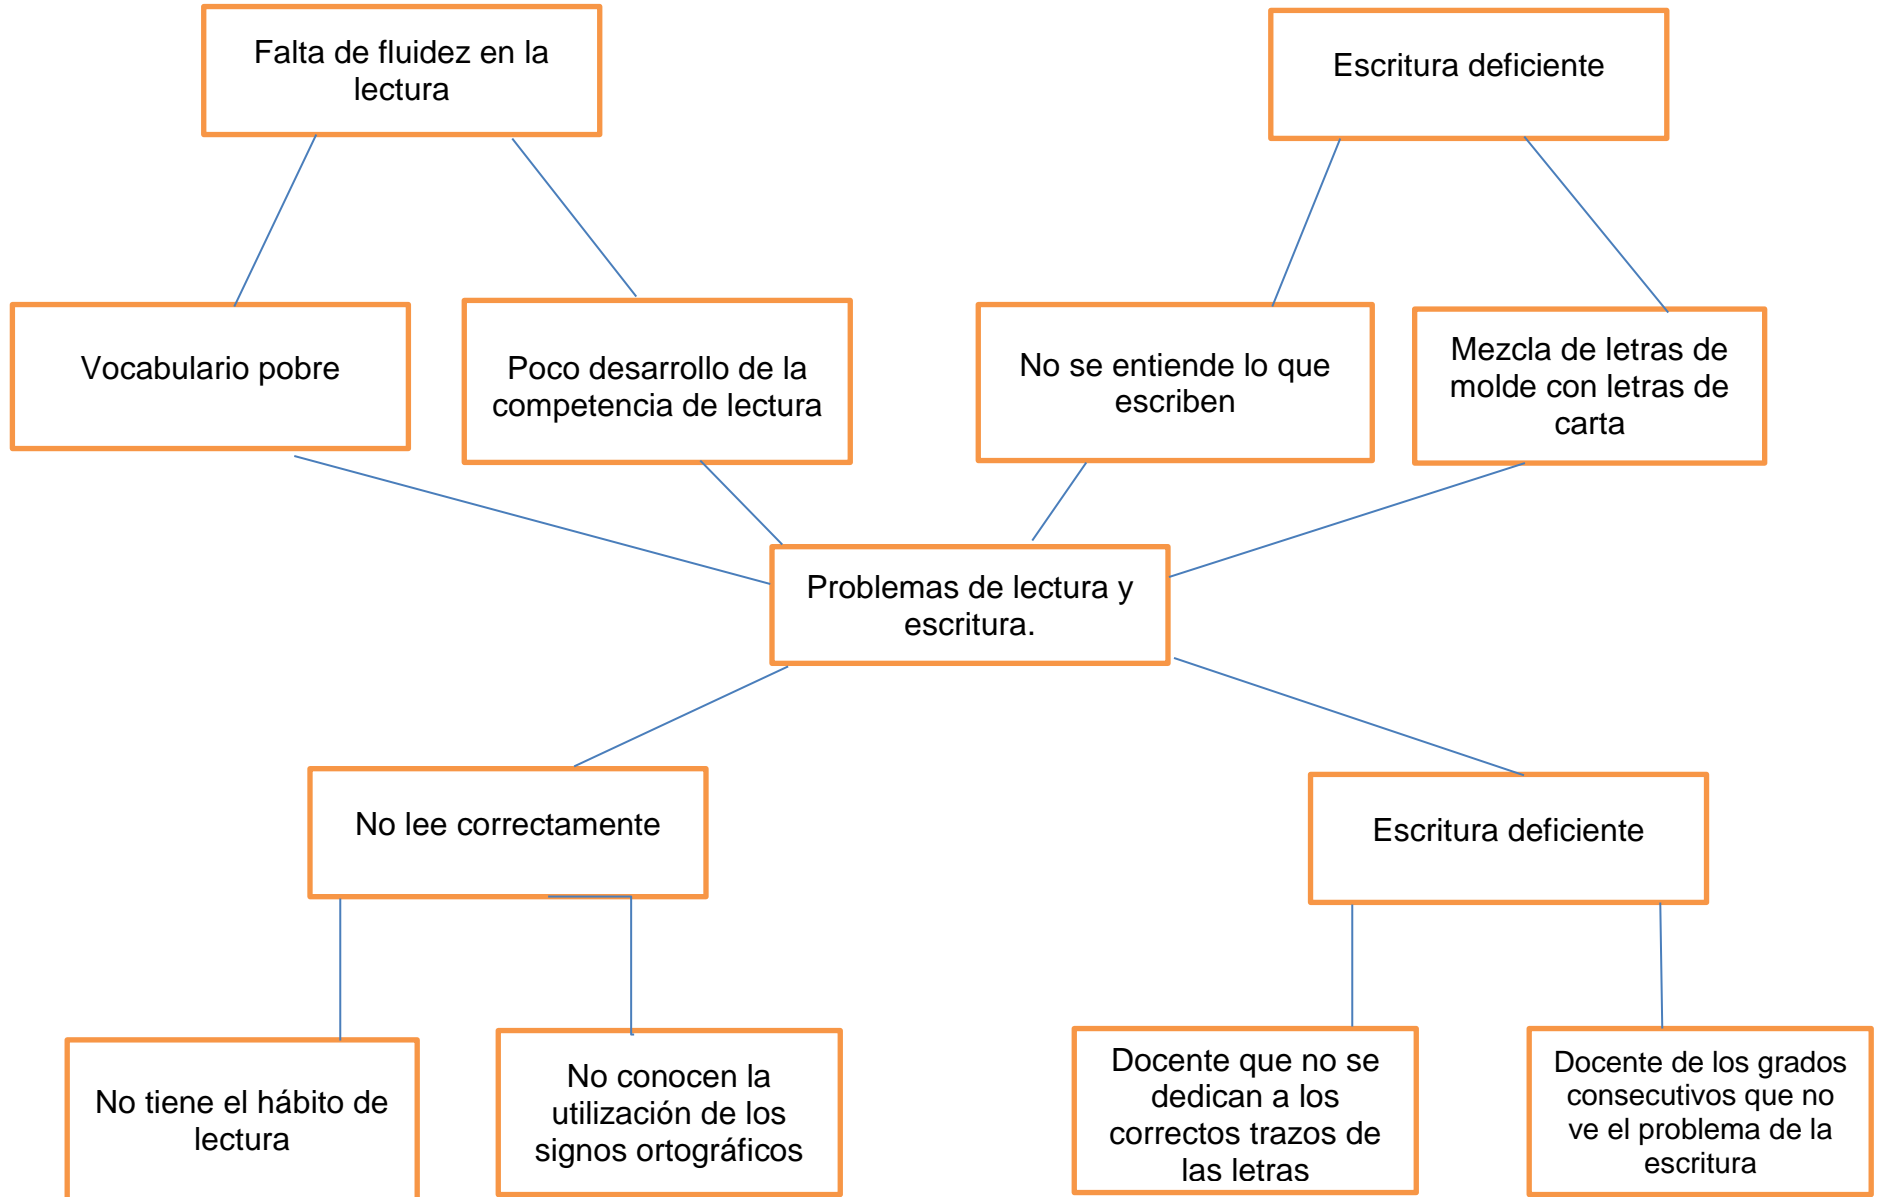 Falta de fluidez en la
lectura
Escritura deficiente
Vocabulario pobre
Poco desarrollo de la
competencia de lectura
No se entiende lo que
escriben
Mezcla de letras de
molde con letras de
carta
Problemas de lectura y
escritura.
No lee correctamente
Escritura deficiente
No tiene el hábito de
lectura
No conocen la
utilización de los
signos ortográficos
Docente que no se
dedican a los
correctos trazos de
las letras
Docente de los grados
consecutivos que no
ve el problema de la
escritura